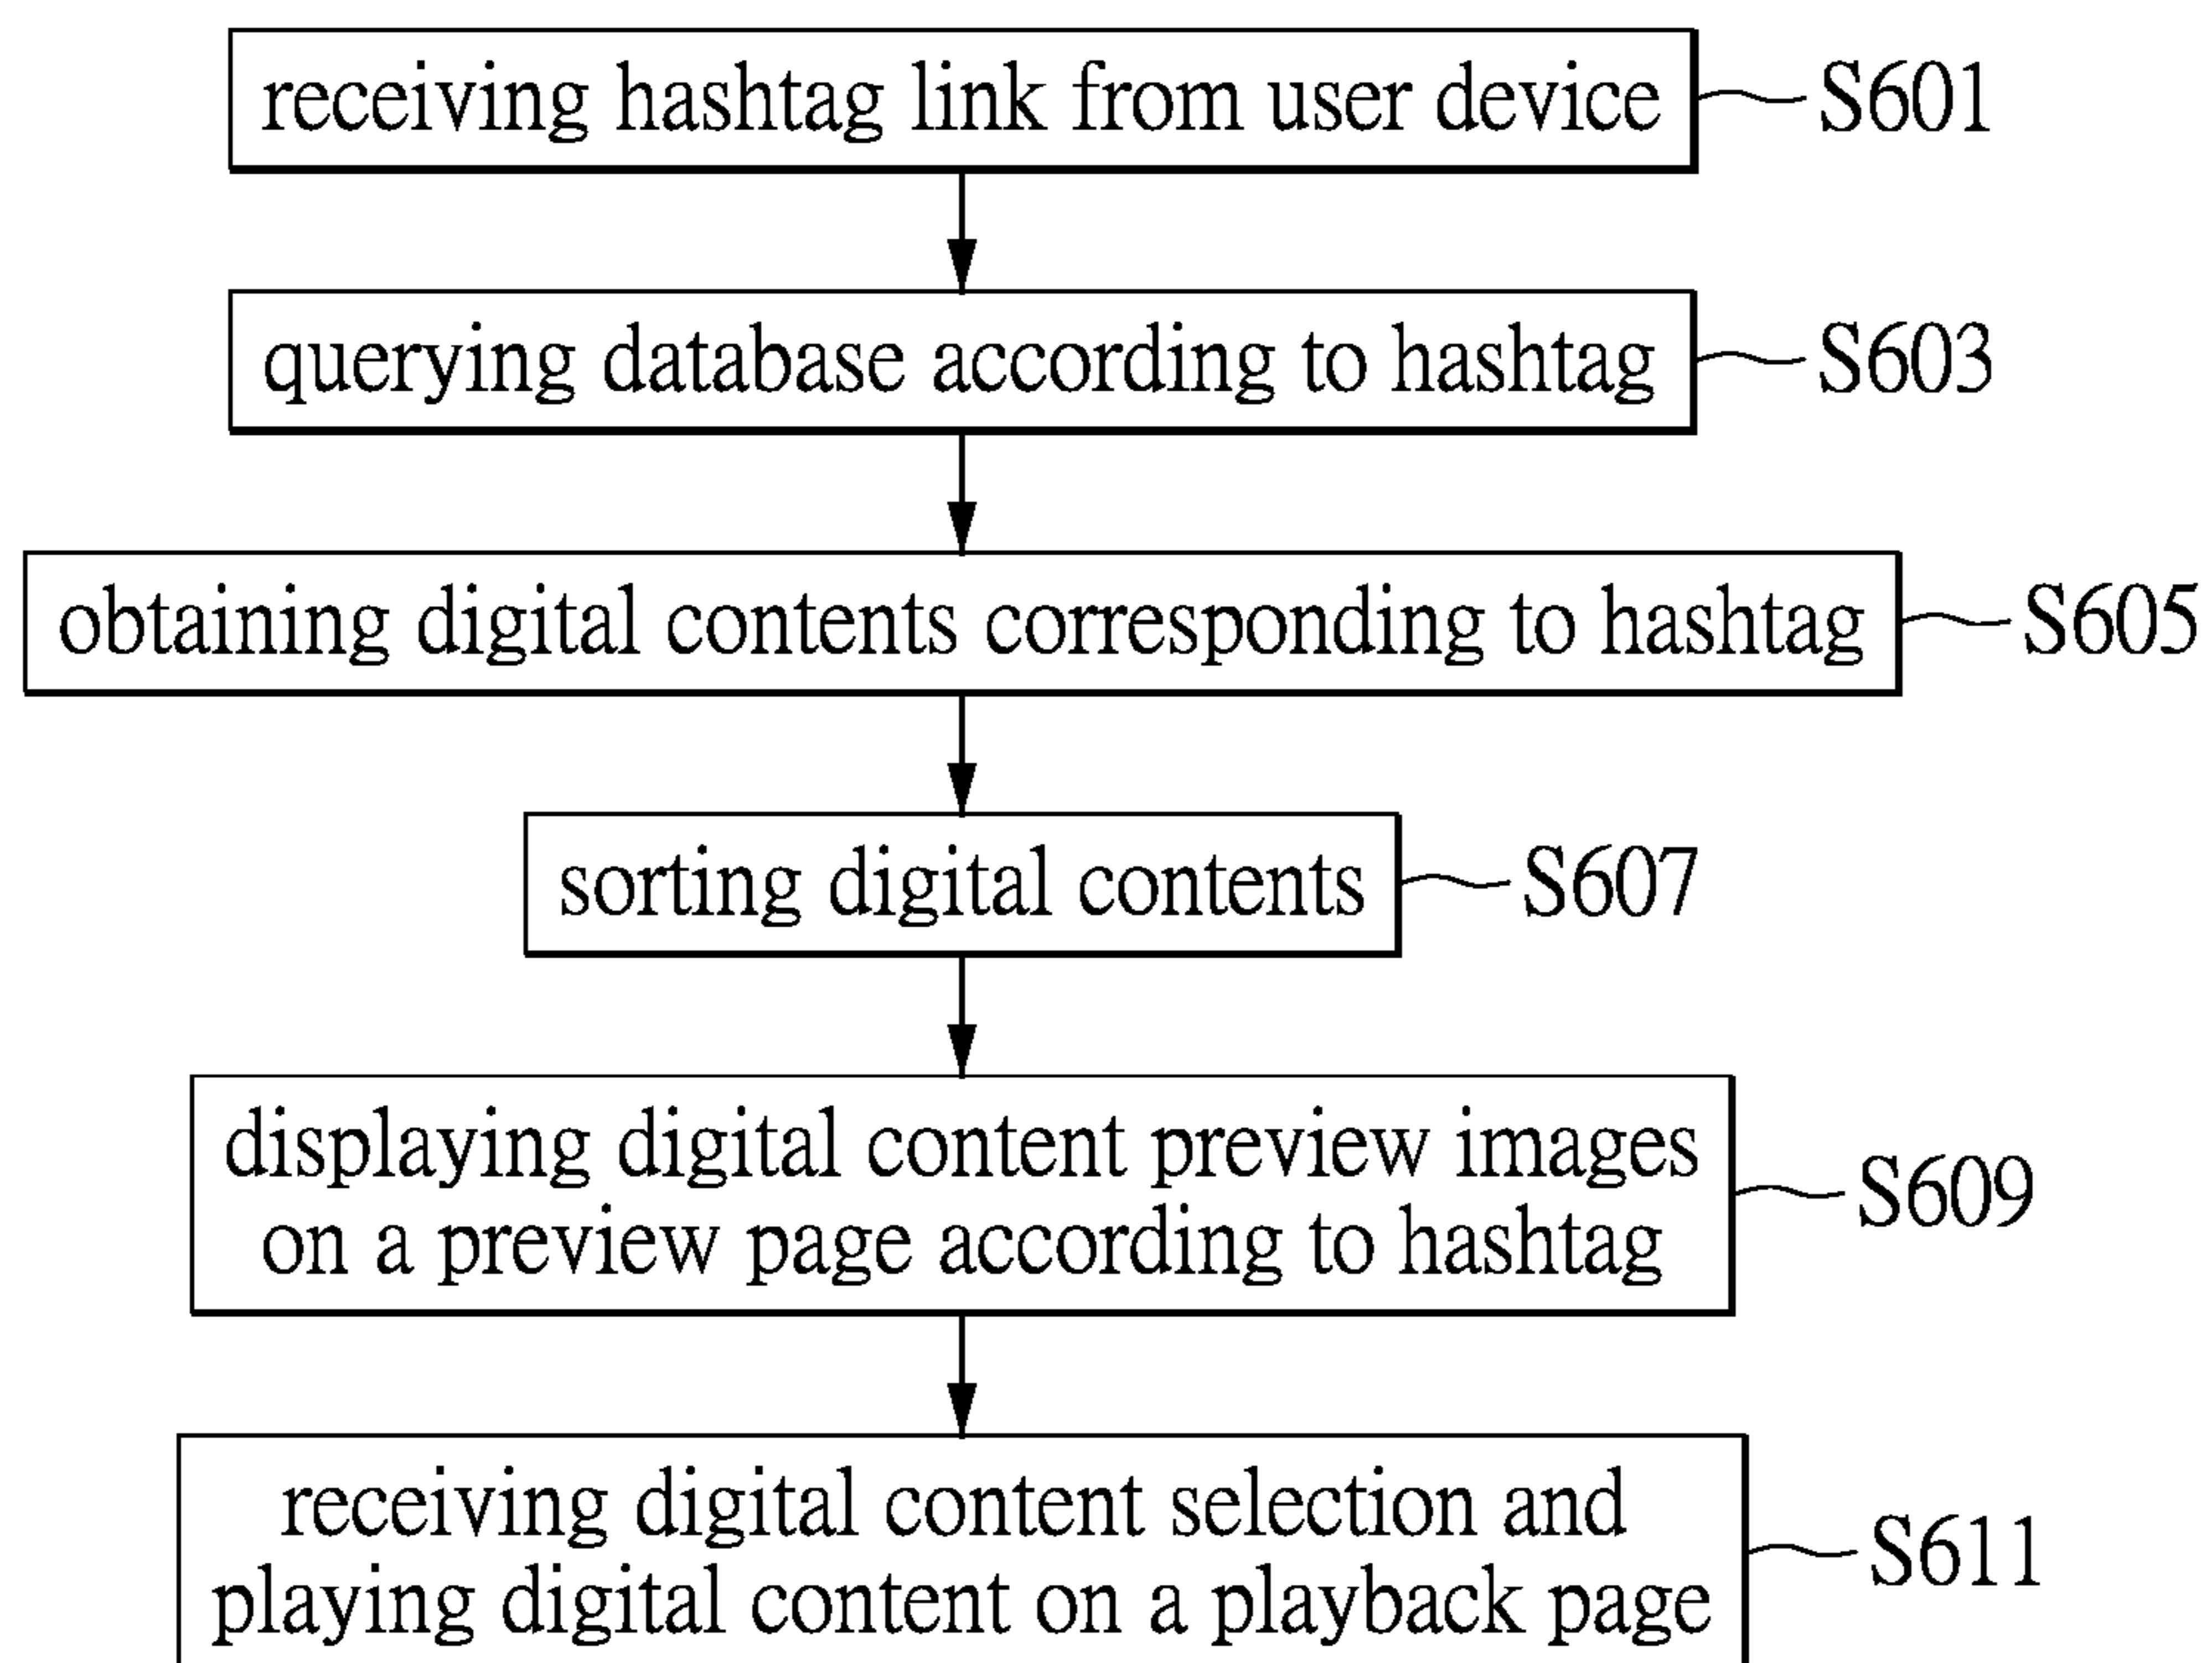 receiving hashtag link from user device S601
querying database according to hashtag S603
obtaining digital contents corresponding to hashtag S605
sorting digital contents S607
displaying digital content preview images
on a preview page according to hashtag S609
receiving digital content selection and
playing digital content on a playback page S611